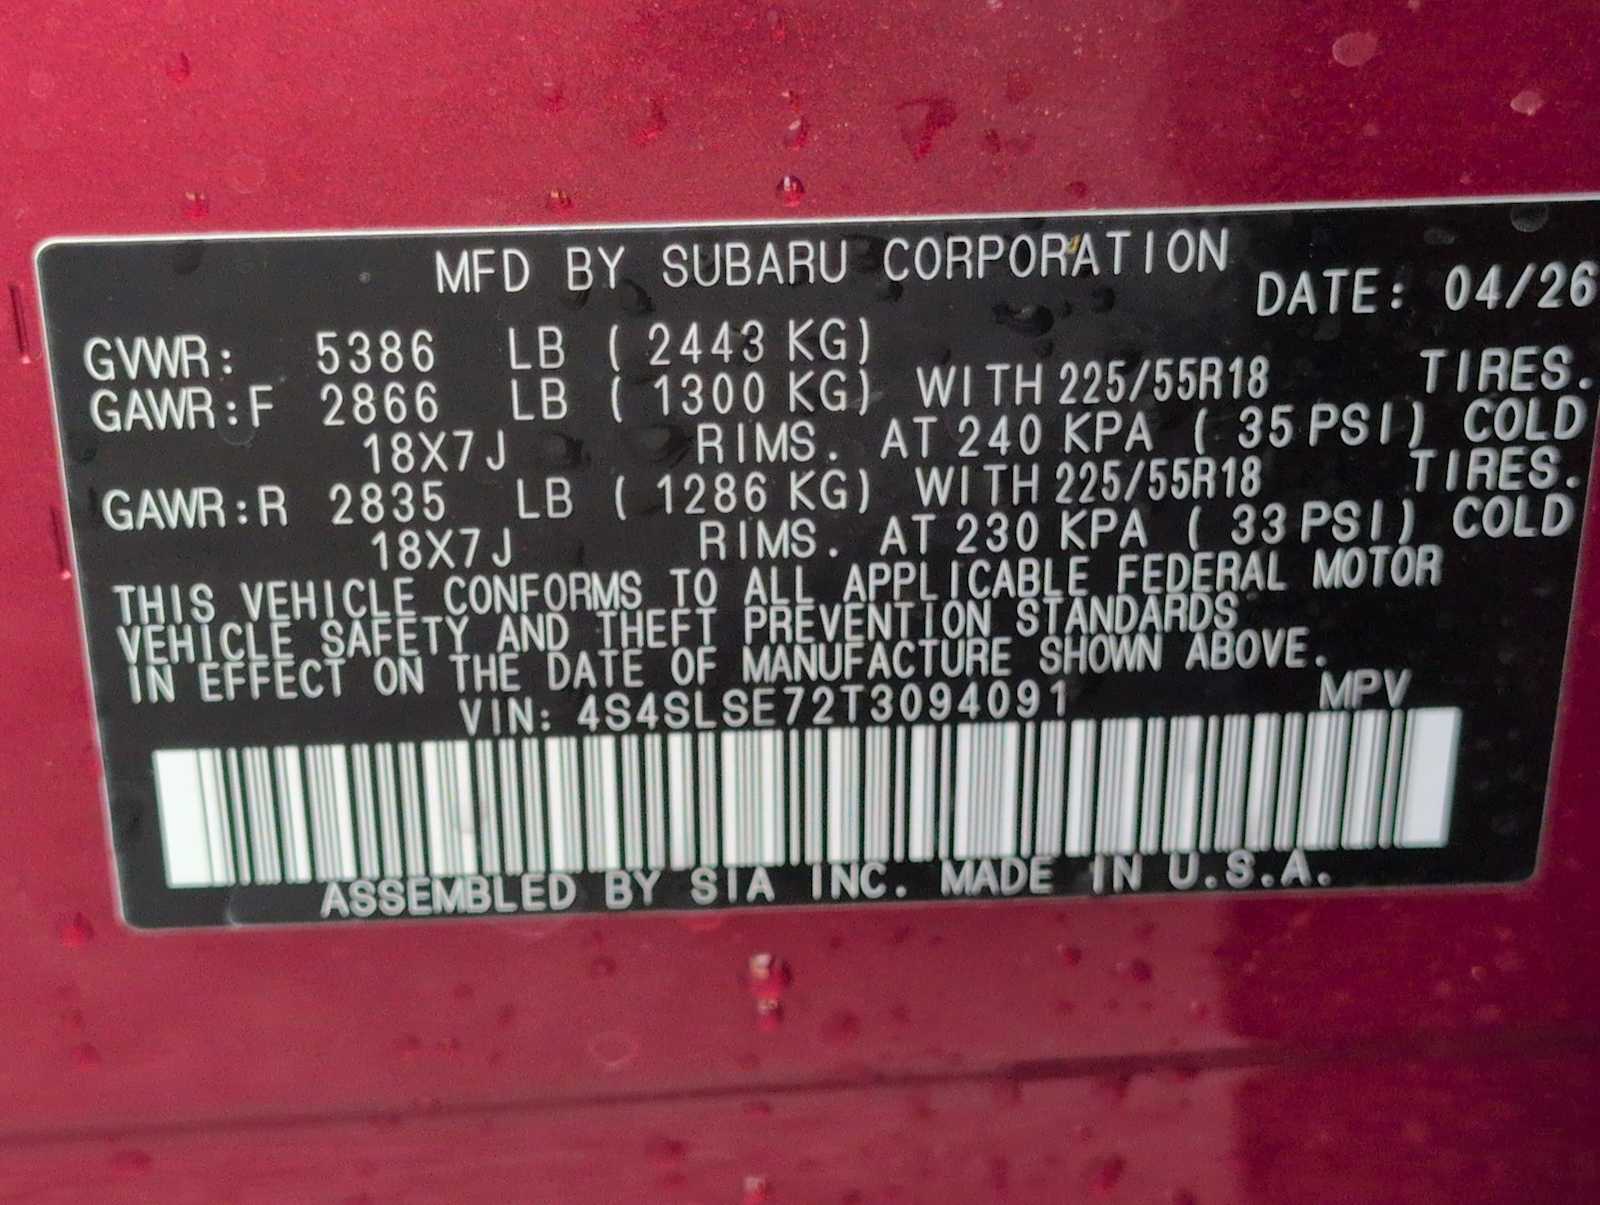 MFD BY SUBARU CORPORATION
DATE: 04/26
GVWR: 5386 LB ( 2443 KG)
GAWR:F 2866 LB ( 1300 KG) WITH 225/55R18 TIRES.
18X7J RIMS. AT 240 KPA ( 35 PSI) COLD
GAWR:R 2835 LB ( 1286 KG) WITH 225/55R18 TIRES.
18X7J RIMS. AT 230 KPA ( 33 PSI) COLD
THIS VEHICLE CONFORMS TO ALL APPLICABLE FEDERAL MOTOR
VEHICLE SAFETY AND THEFT PREVENTION STANDARDS
IN EFFECT ON THE DATE OF MANUFACTURE SHOWN ABOVE.
VIN: 4S4SLSE72T3094091 MPV
ASSEMBLED BY SIA INC. MADE IN U.S.A.